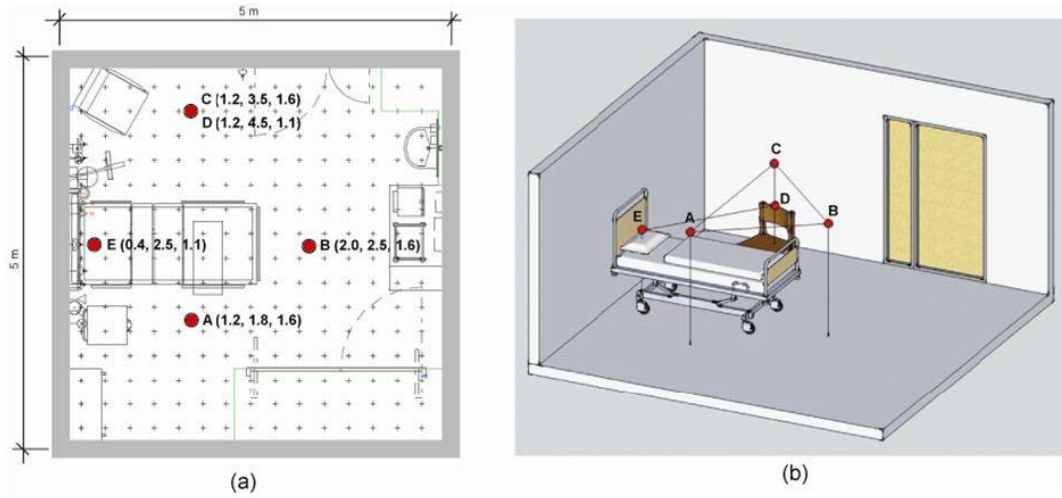 5 m
C (1.2, 3.5, 1.6)
D (1.2, 4.5, 1.1)
E (0.4, 2.5, 1.1)
B (2.0, 2.5, 1.6)
A (1.2, 1.8, 1.6)
5 m
(a)
C
D
E
A
B
(b)